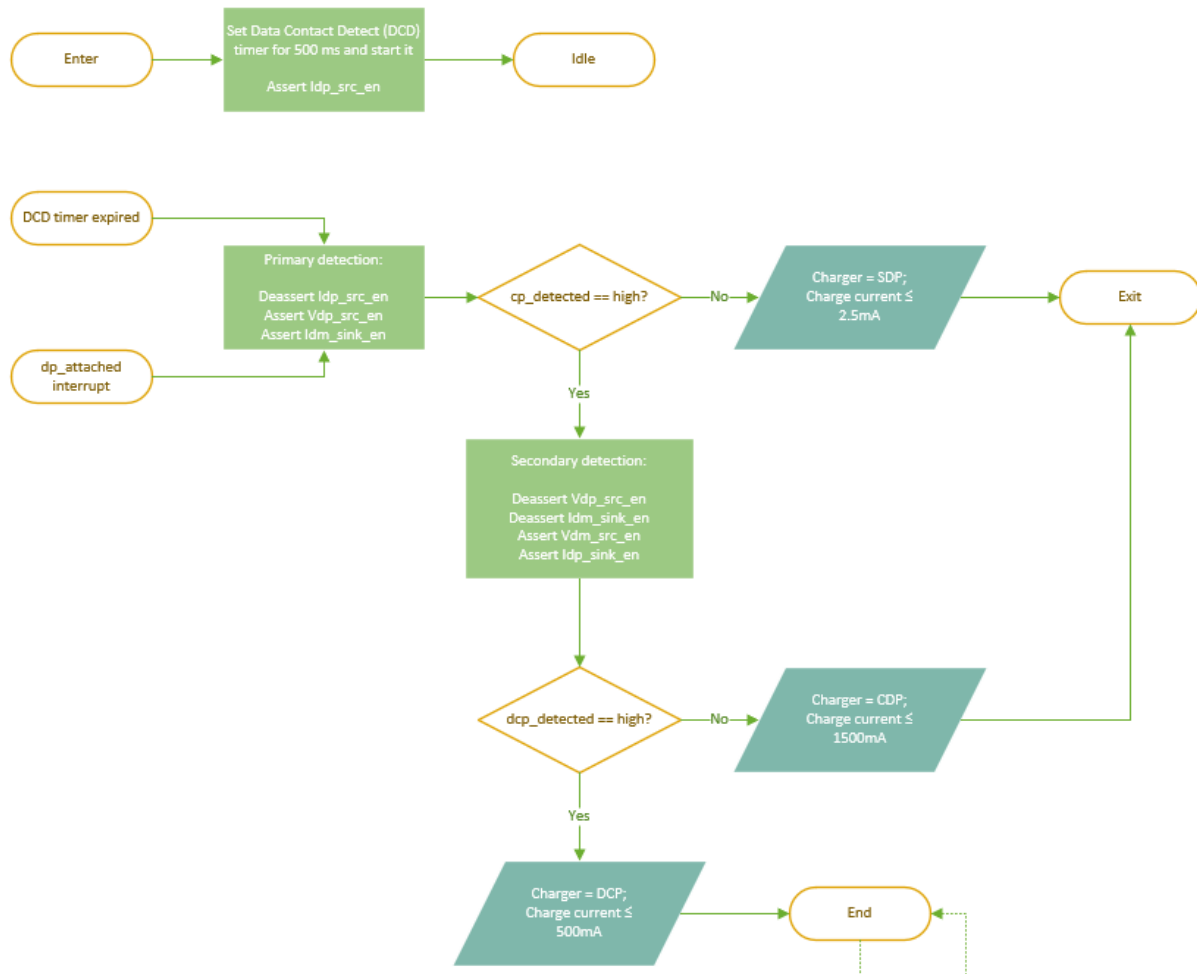 Enter
Set Data Contact Detect (DCD)
timer for 500 ms and start it
Assert Idp_src_en
Idle
DCD timer expired
dp_attached
interrupt
Primary detection:
Deassert Idp_src_en
Assert Vdp_src_en
Assert Idm_sink_en
cp_detected == high?
No
Charger = SDP;
Charge current ≤
2.5mA
Exit
Yes
Secondary detection:
Deassert Vdp_src_en
Deassert Idm_sink_en
Assert Vdm_src_en
Assert Idp_sink_en
dcp_detected == high?
No
Charger = CDP;
Charge current ≤
1500mA
Yes
Charger = DCP;
Charge current ≤
500mA
End